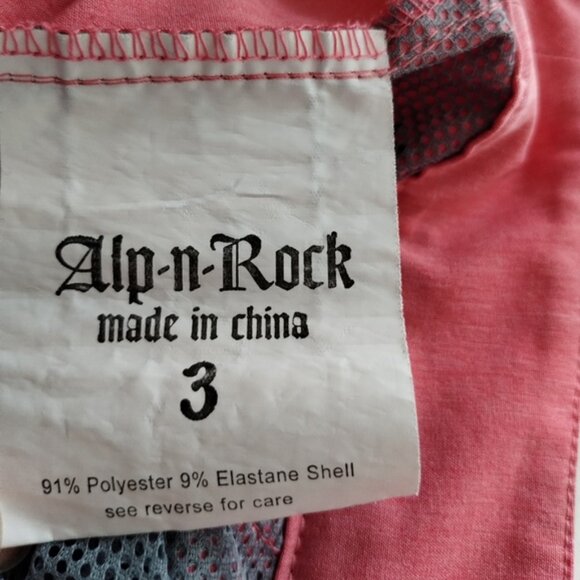 Alp-n-Rock
made in china
3
91% Polyester 9% Elastane Shell
see reverse for care